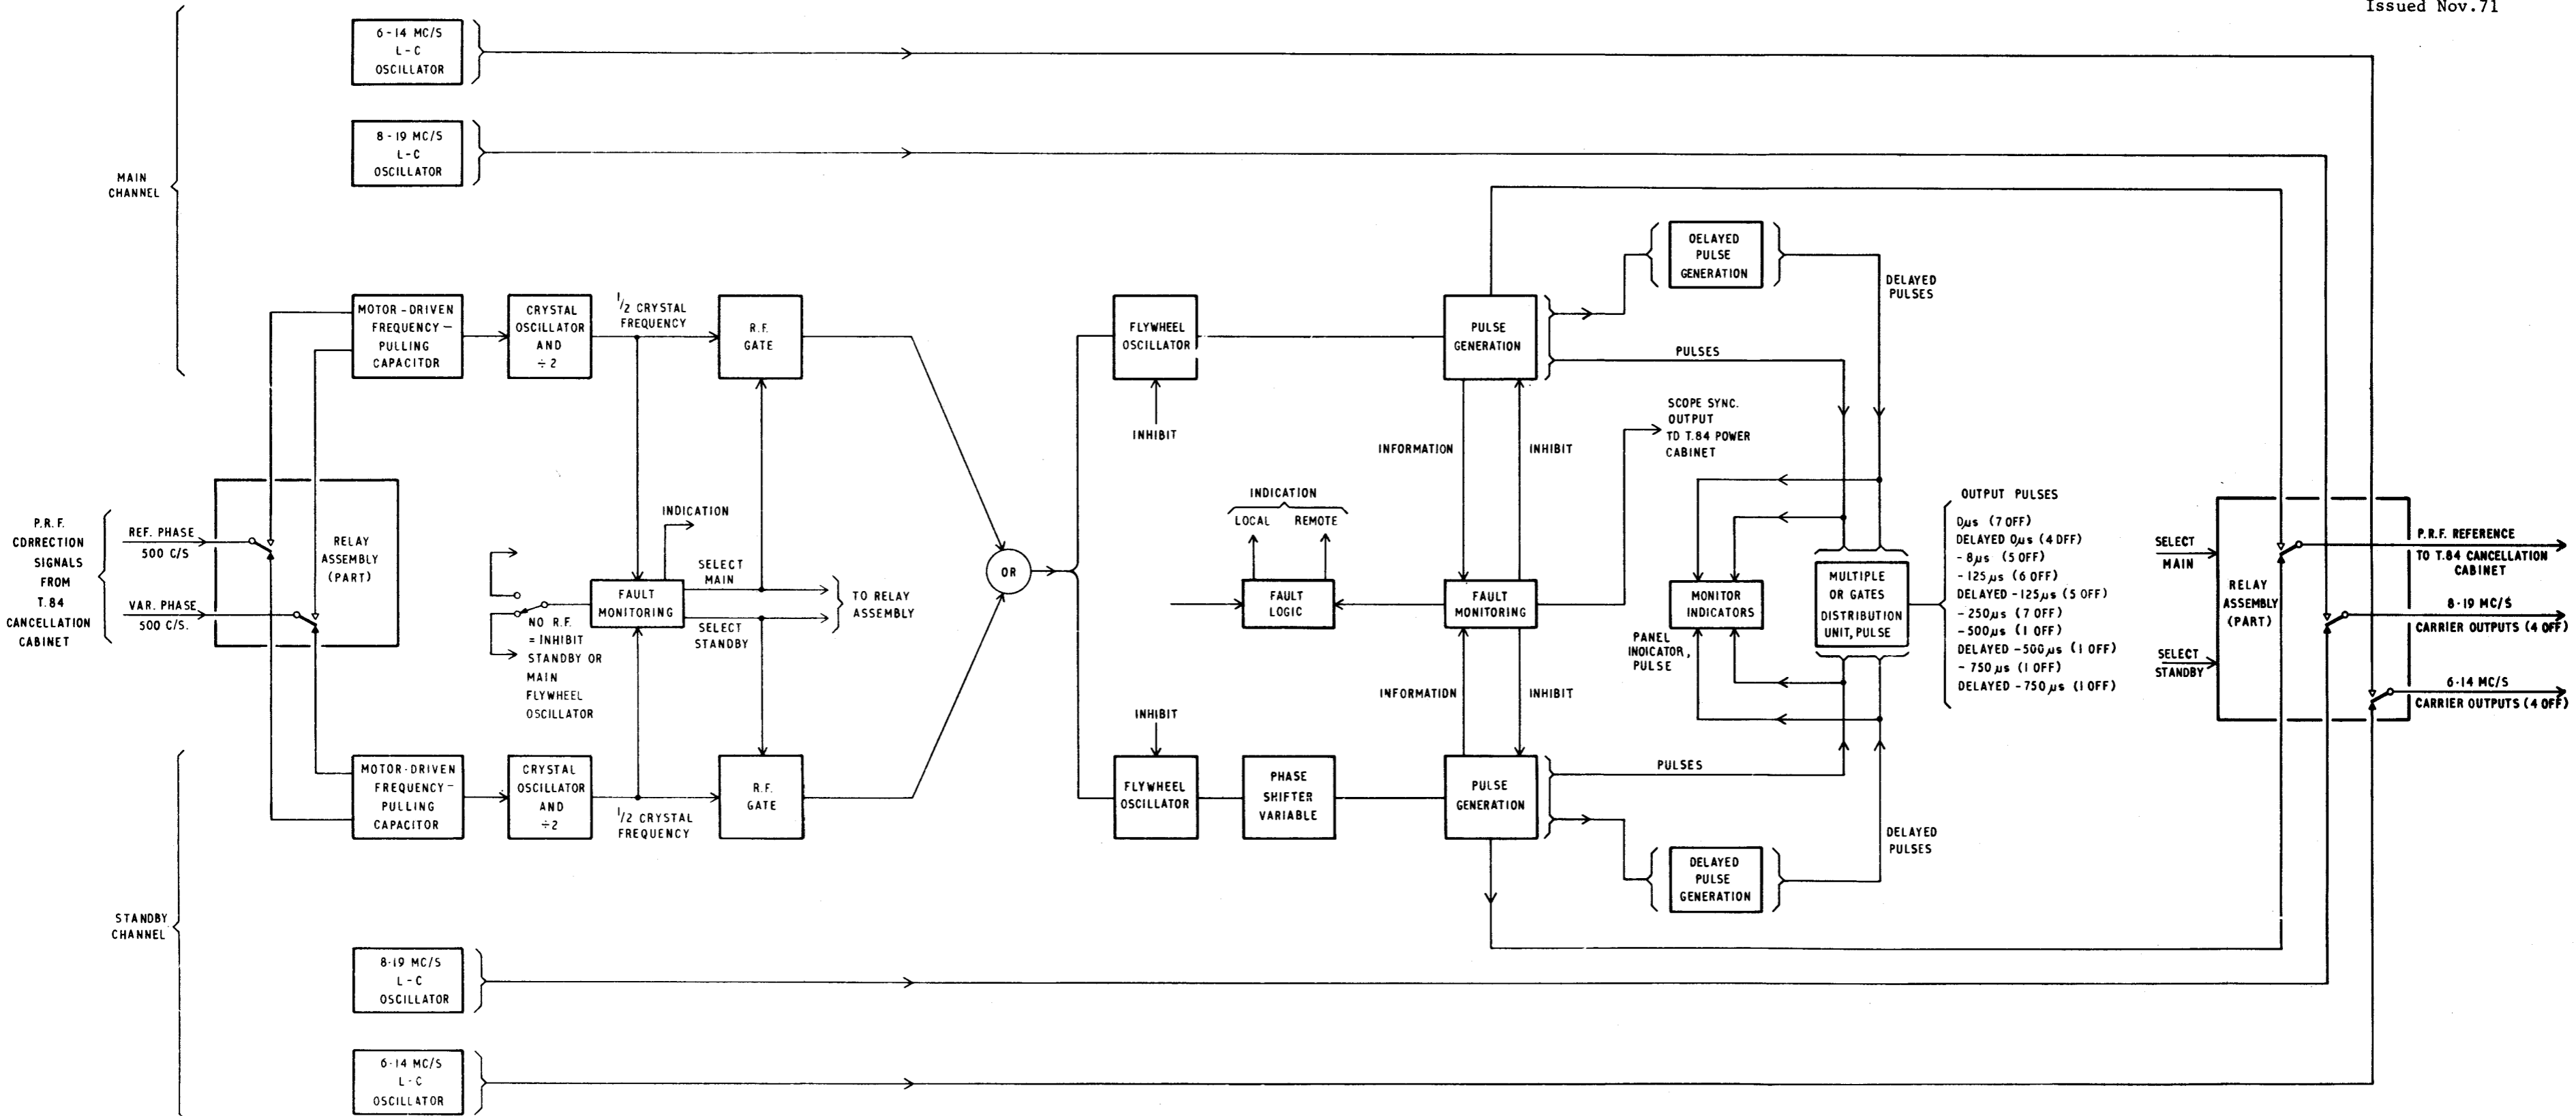 Issued Nov.71
6-14 MC/S
L-C
OSCILLATOR
8-19 MC/S
L-C
OSCILLATOR
MAIN
CHANNEL
MOTOR-DRIVEN
FREQUENCY-
PULLING
CAPACITOR
CRYSTAL
OSCILLATOR
AND
÷2
1/2 CRYSTAL
FREQUENCY
R.F.
GATE
FLYWHEEL
OSCILLATOR
INHIBIT
PULSE
GENERATION
DELAYED
PULSE
GENERATION
DELAYED
PULSES
PULSES
SCOPE SYNC.
OUTPUT
TO T.84 POWER
CABINET
INFORMATION
INHIBIT
P.R.F.
CORRECTION
SIGNALS
FROM
T.84
CANCELLATION
CABINET
REF. PHASE
500 C/S
VAR. PHASE
500 C/S.
RELAY
ASSEMBLY
(PART)
INDICATION
FAULT
MONITORING
SELECT
MAIN
SELECT
STANDBY
TO RELAY
ASSEMBLY
NO R.F.
= INHIBIT
STANDBY OR
MAIN
FLYWHEEL
OSCILLATOR
OR
INDICATION
LOCAL
REMOTE
FAULT
LOGIC
FAULT
MONITORING
MONITOR
INDICATORS
PANEL
INDICATOR,
PULSE
MULTIPLE
OR GATES
DISTRIBUTION
UNIT, PULSE
OUTPUT PULSES
0µs (7 OFF)
DELAYED 0µs (4 OFF)
-8µs (5 OFF)
-125µs (6 OFF)
DELAYED -125µs (5 OFF)
-250µs (7 OFF)
-500µs (1 OFF)
DELAYED -500µs (1 OFF)
-750µs (1 OFF)
DELAYED -750µs (1 OFF)
SELECT
MAIN
SELECT
STANDBY
RELAY
ASSEMBLY
(PART)
P.R.F. REFERENCE
TO T.84 CANCELLATION
CABINET
8·19 MC/S
CARRIER OUTPUTS (4 OFF)
6·14 MC/S
CARRIER OUTPUTS (4 OFF)
INFORMATION
INHIBIT
MOTOR-DRIVEN
FREQUENCY-
PULLING
CAPACITOR
CRYSTAL
OSCILLATOR
AND
÷2
1/2 CRYSTAL
FREQUENCY
R.F.
GATE
INHIBIT
FLYWHEEL
OSCILLATOR
PHASE
SHIFTER
VARIABLE
PULSE
GENERATION
PULSES
DELAYED
PULSES
DELAYED
PULSE
GENERATION
STANDBY
CHANNEL
8·19 MC/S
L-C
OSCILLATOR
6·14 MC/S
L-C
OSCILLATOR